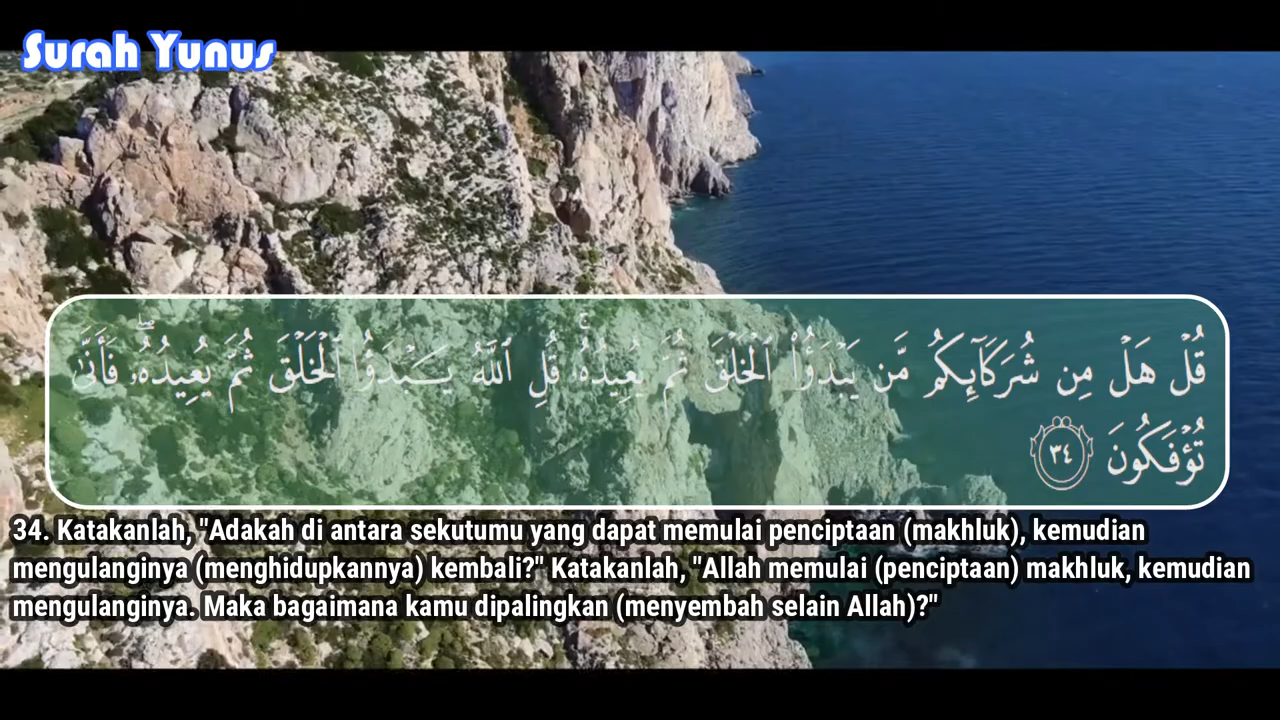 Surah Yunus
قُلۡ هَلۡ مِن شُرَكَآئِكُم مَّن يَبۡدَؤُاْ ٱلۡخَلۡقَ ثُمَّ يُعِيدُهُۥۚ قُلِ ٱللَّهُ يَبۡدَؤُاْ ٱلۡخَلۡقَ ثُمَّ يُعِيدُهُۥۖ فَأَنَّىٰ
تُؤۡفَكُونَ ٣٤
34. Katakanlah, "Adakah di antara sekutumu yang dapat memulai penciptaan (makhluk), kemudian
mengulanginya (menghidupkannya) kembali?" Katakanlah, "Allah memulai (penciptaan) makhluk, kemudian
mengulanginya. Maka bagaimana kamu dipalingkan (menyembah selain Allah)?"